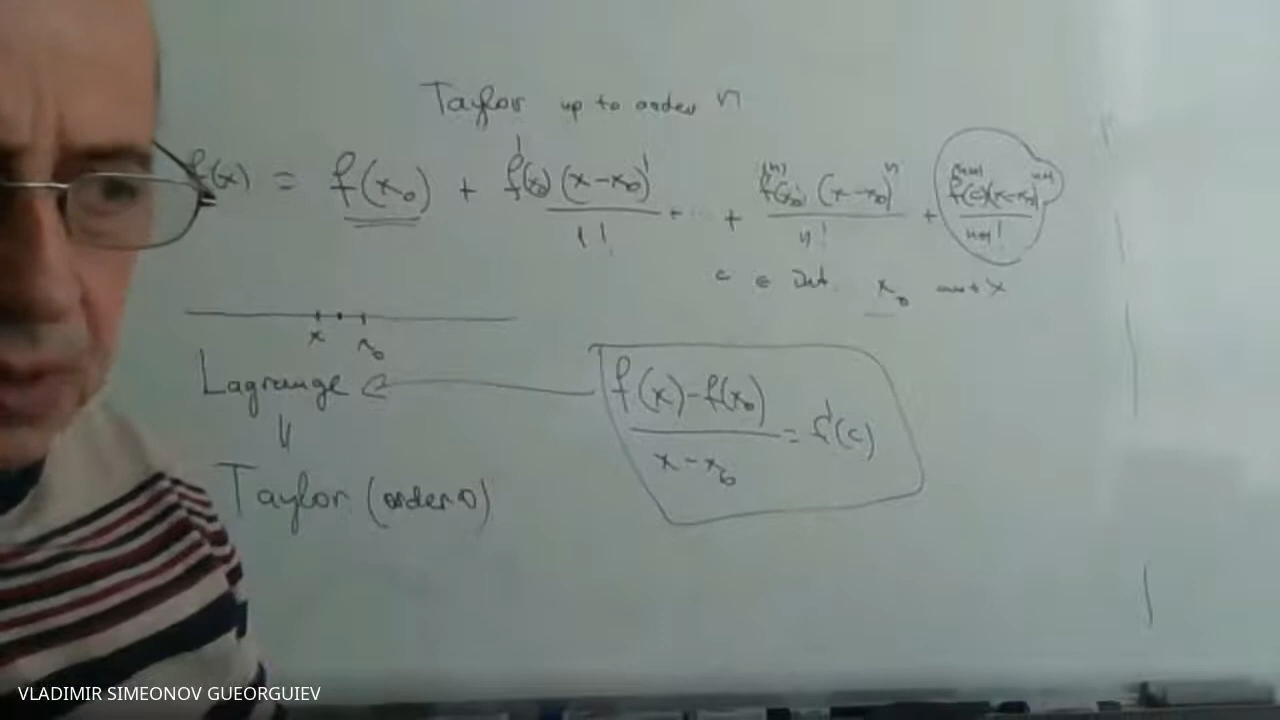 Taylor up to order n
f(x) = f(x₀) + f'(x₀)(x-x₀)¹/1! + ... + f⁽ⁿ⁾(x₀)(x-x₀)ⁿ/n! + f⁽ⁿ⁺¹⁾(c)(x-x₀)ⁿ⁺¹/n+1!
c ∈ Int. x₀ x
x x₀
Lagrange
f(x)-f(x₀)/x-x₀ = f'(c)
⇓
Taylor (order 0)
VLADIMIR SIMEONOV GUEORGUIEV